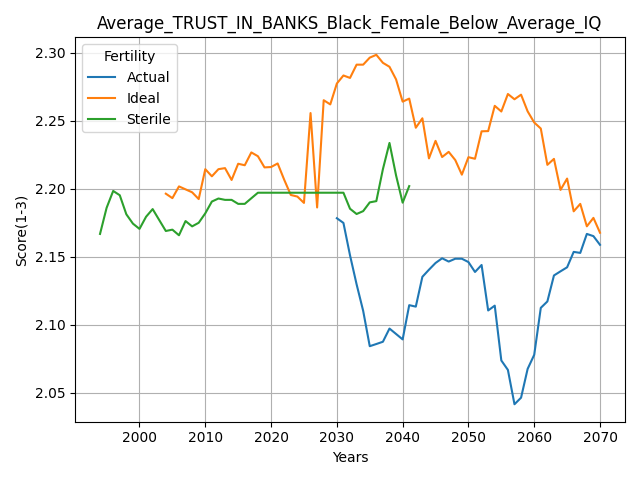 Average_TRUST_IN_BANKS_Black_Female_Below_Average_IQ
Fertility
Actual
Ideal
Sterile
Score(1-3)
2.30
2.25
2.20
2.15
2.10
2.05
2000 2010 2020 2030 2040 2050 2060 2070
Years